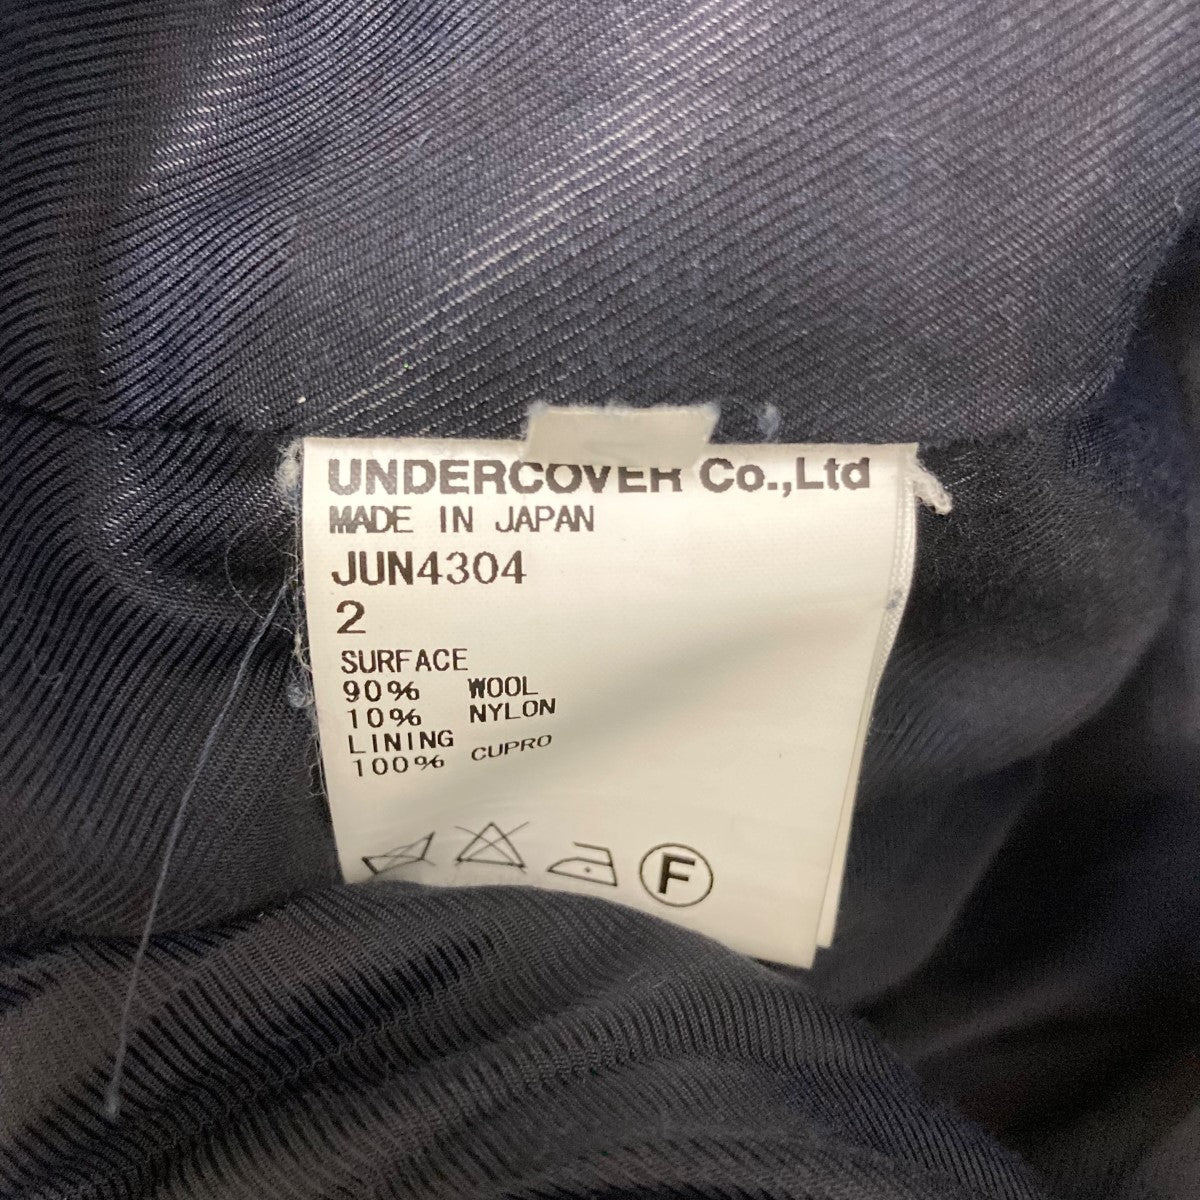 UNDERCOVER Co.,Ltd
MADE IN JAPAN
JUN4304
2
SURFACE
90% WOOL
10% NYLON
LINING
100% CUPRO
F